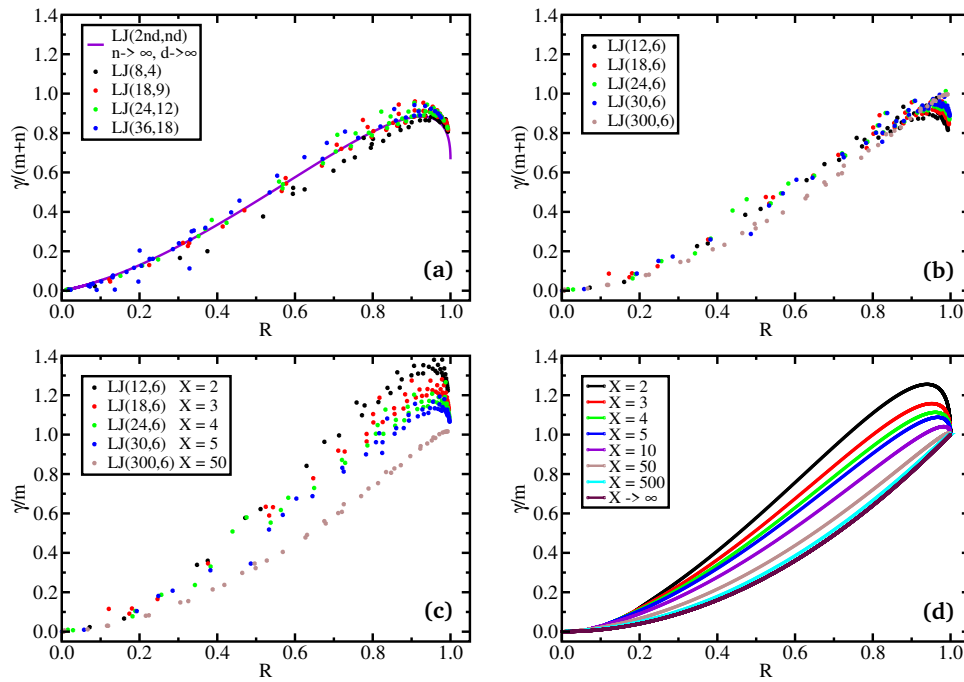 1.4
1.2
1.0
0.8
0.6
0.4
0.2
0.0
γ/(m+n)
LJ(2nd,nd)
n-> ∞, d->∞
LJ(8,4)
LJ(18,9)
LJ(24,12)
LJ(36,18)
(a)
0.0 0.2 0.4 0.6 0.8 1.0
R
1.4
1.2
1.0
0.8
0.6
0.4
0.2
0.0
γ/(m+n)
LJ(12,6)
LJ(18,6)
LJ(24,6)
LJ(30,6)
LJ(300,6)
(b)
0.0 0.2 0.4 0.6 0.8 1.0
R
1.4
1.2
1.0
0.8
0.6
0.4
0.2
0.0
γ/m
LJ(12,6) X = 2
LJ(18,6) X = 3
LJ(24,6) X = 4
LJ(30,6) X = 5
LJ(300,6) X = 50
(c)
0.0 0.2 0.4 0.6 0.8 1.0
R
1.4
1.2
1.0
0.8
0.6
0.4
0.2
0.0
γ/m
X = 2
X = 3
X = 4
X = 5
X = 10
X = 50
X = 500
X -> ∞
(d)
0.0 0.2 0.4 0.6 0.8 1.0
R